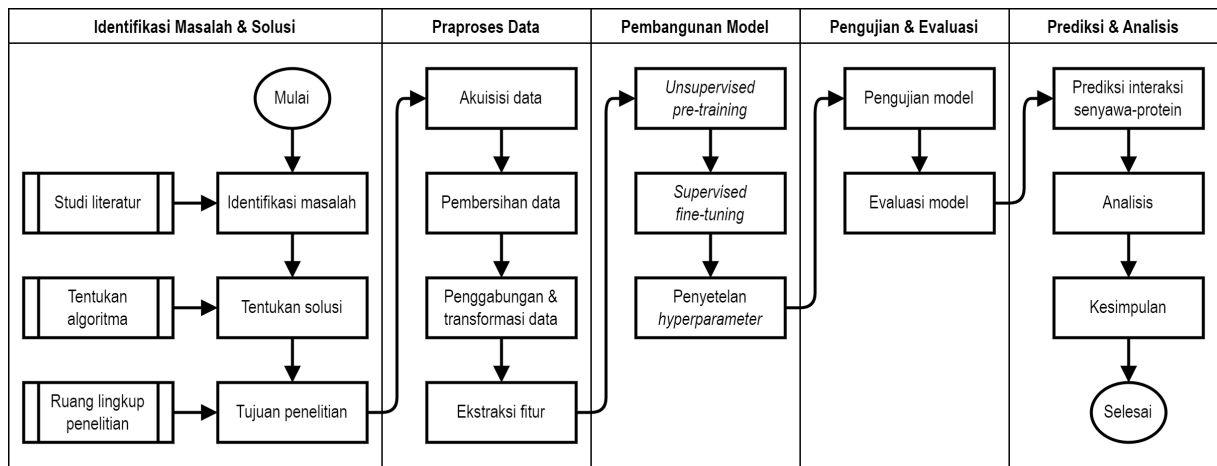 Identifikasi Masalah & Solusi
Praproses Data
Pembangunan Model
Pengujian & Evaluasi
Prediksi & Analisis
Mulai
Studi literatur
Identifikasi masalah
Tentukan
algoritma
Tentukan solusi
Ruang lingkup
penelitian
Tujuan penelitian
Akuisisi data
Pembersihan data
Penggabungan &
transformasi data
Ekstraksi fitur
Unsupervised
pre-training
Supervised
fine-tuning
Penyetelan
hyperparameter
Pengujian model
Evaluasi model
Prediksi interaksi
senyawa-protein
Analisis
Kesimpulan
Selesai